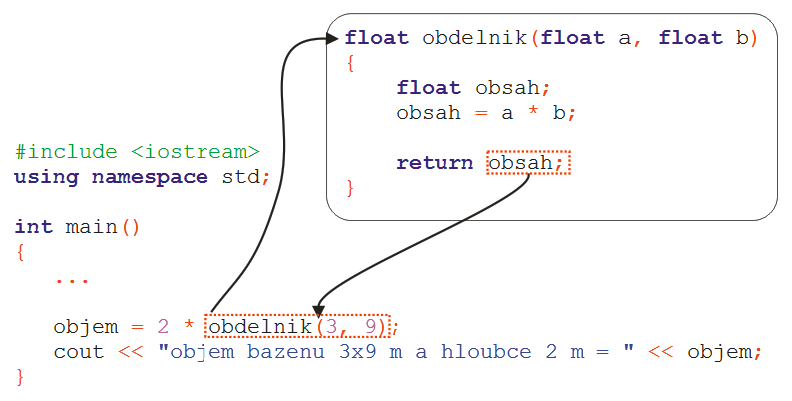 float obdelnik(float a, float b)
{
float obsah;
obsah = a * b;
return obsah;
}
#include <iostream>
using namespace std;
int main()
{
...
objem = 2 * obdelnik(3, 9);
cout << "objem bazenu 3x9 m a hloubce 2 m = " << objem;
}